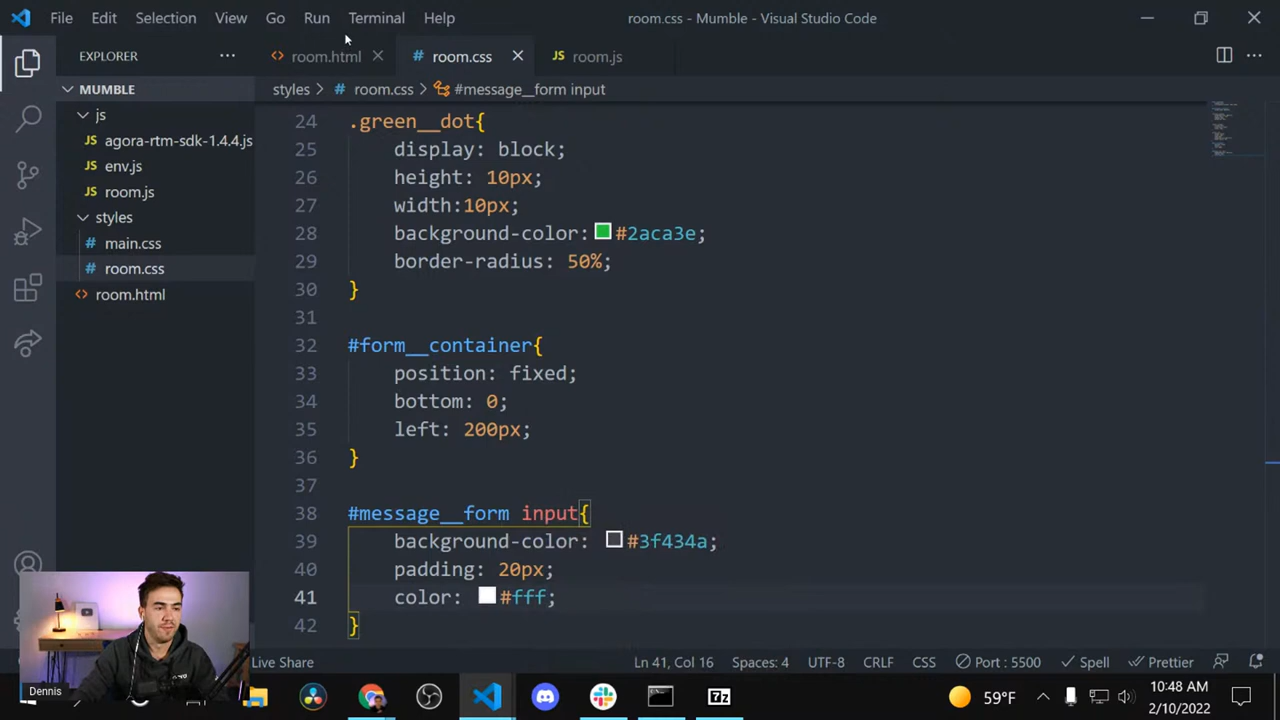 File Edit Selection View Go Run Terminal Help room.css - Mumble - Visual Studio Code
EXPLORER ··· room.html room.css JS room.js ···
MUMBLE
styles > # room.css > #message__form input
js
JS agora-rtm-sdk-1.4.4.js
JS env.js
JS room.js
styles
# main.css
# room.css
<> room.html
24 .green__dot{
25 display: block;
26 height: 10px;
27 width:10px;
28 background-color: #2aca3e;
29 border-radius: 50%;
30 }
31
32 #form__container{
33 position: fixed;
34 bottom: 0;
35 left: 200px;
36 }
37
38 #message__form input{
39 background-color: #3f434a;
40 padding: 20px;
41 color: #fff;
42 }
Dennis
Live Share Ln 41, Col 16 Spaces: 4 UTF-8 CRLF CSS Port : 5500 Spell Prettier
7z 59°F 10:48 AM
2/10/2022